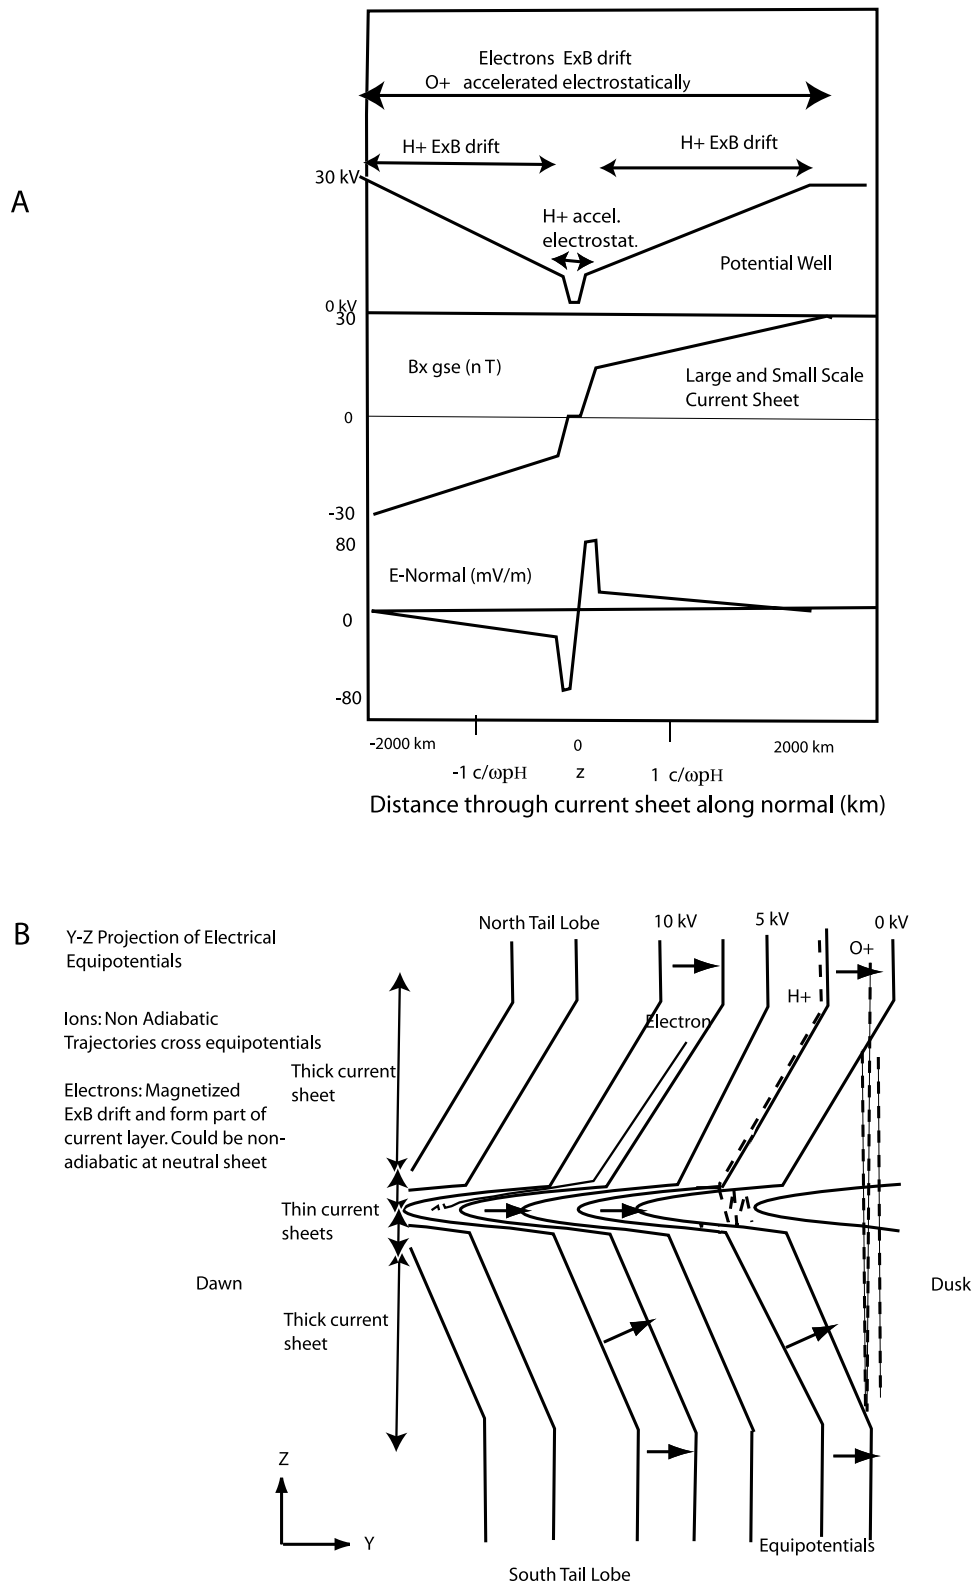 A
Electrons ExB drift
O+ accelerated electrostatically
H+ ExB drift
H+ ExB drift
30 kV
H+ accel.
electrostat.
Potential Well
0 kV
30
Bx gse (n T)
Large and Small Scale
Current Sheet
0
-30
80
E-Normal (mV/m)
0
-80
-2000 km
0
2000 km
-1 c/ωpH
z
1 c/ωpH
Distance through current sheet along normal (km)
B
Y-Z Projection of Electrical
Equipotentials
North Tail Lobe
10 kV
5 kV
0 kV
O+
H+
Ions: Non Adiabatic
Trajectories cross equipotentials
Electron
Thick current
sheet
Electrons: Magnetized
ExB drift and form part of
current layer. Could be non-
adiabatic at neutral sheet
Thin current
sheets
Dawn
Dusk
Thick current
sheet
Z
Y
Equipotentials
South Tail Lobe